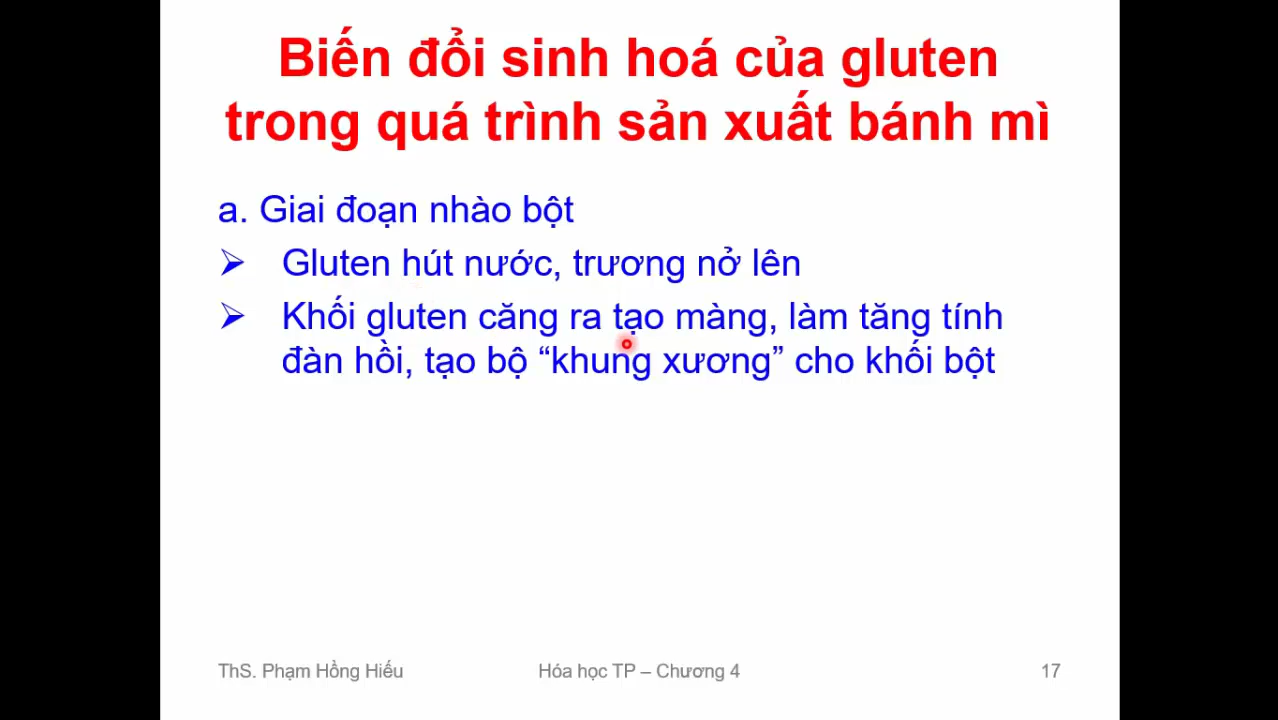 Biến đổi sinh hoá của gluten
trong quá trình sản xuất bánh mì
a. Giai đoạn nhào bột
➢ Gluten hút nước, trương nở lên
➢ Khối gluten căng ra tạo màng, làm tăng tính
đàn hồi, tạo bộ “khung xương” cho khối bột
ThS. Phạm Hồng Hiếu
Hóa học TP – Chương 4
17